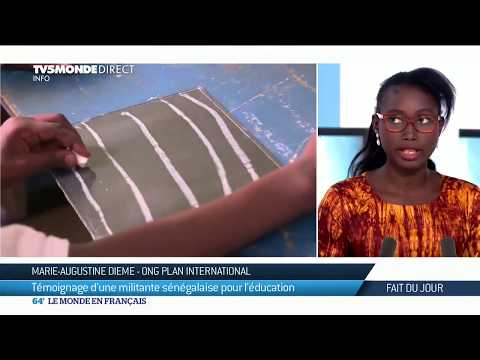 TV5MONDE DIRECT
INFO
MARIE-AUGUSTINE DIEME - ONG PLAN INTERNATIONAL
Témoignage d'une militante sénégalaise pour l'éducation
FAIT DU JOUR
64' LE MONDE EN FRANÇAIS